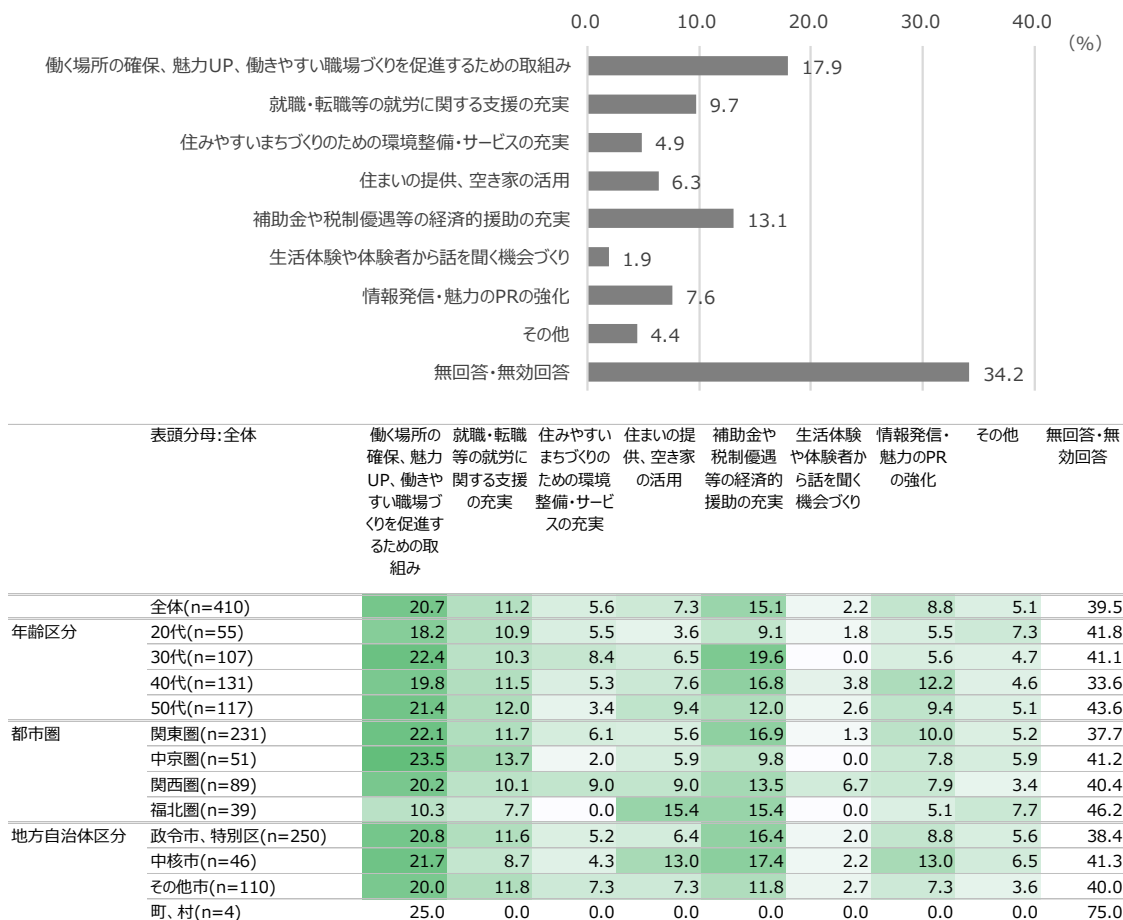 0.0 10.0 20.0 30.0 40.0
（%）
働く場所の確保、魅力UP、働きやすい職場づくりを促進するための取組み 17.9
就職・転職等の就労に関する支援の充実 9.7
住みやすいまちづくりのための環境整備・サービスの充実 4.9
住まいの提供、空き家の活用 6.3
補助金や税制優遇等の経済的援助の充実 13.1
生活体験や体験者から話を聞く機会づくり 1.9
情報発信・魅力のPRの強化 7.6
その他 4.4
無回答・無効回答 34.2
表頭分母:全体 働く場所の 就職・転職 住みやすい 住まいの提 補助金や 生活体験 情報発信・ その他 無回答・無
確保、魅力 等の就労に まちづくりの 供、空き家 税制優遇 や体験者か 魅力のPR 効回答
UP、働きや 関する支援 ための環境 の活用 等の経済的 ら話を聞く の強化
すい職場づ の充実 整備・サービ 援助の充実 機会づくり
くりを促進す スの充実
るための取
組み
全体(n=410) 20.7 11.2 5.6 7.3 15.1 2.2 8.8 5.1 39.5
年齢区分 20代(n=55) 18.2 10.9 5.5 3.6 9.1 1.8 5.5 7.3 41.8
30代(n=107) 22.4 10.3 8.4 6.5 19.6 0.0 5.6 4.7 41.1
40代(n=131) 19.8 11.5 5.3 7.6 16.8 3.8 12.2 4.6 33.6
50代(n=117) 21.4 12.0 3.4 9.4 12.0 2.6 9.4 5.1 43.6
都市圏 関東圏(n=231) 22.1 11.7 6.1 5.6 16.9 1.3 10.0 5.2 37.7
中京圏(n=51) 23.5 13.7 2.0 5.9 9.8 0.0 7.8 5.9 41.2
関西圏(n=89) 20.2 10.1 9.0 9.0 13.5 6.7 7.9 3.4 40.4
福北圏(n=39) 10.3 7.7 0.0 15.4 15.4 0.0 5.1 7.7 46.2
地方自治体区分 政令市、特別区(n=250) 20.8 11.6 5.2 6.4 16.4 2.0 8.8 5.6 38.4
中核市(n=46) 21.7 8.7 4.3 13.0 17.4 2.2 13.0 6.5 41.3
その他市(n=110) 20.0 11.8 7.3 7.3 11.8 2.7 7.3 3.6 40.0
町、村(n=4) 25.0 0.0 0.0 0.0 0.0 0.0 0.0 0.0 75.0